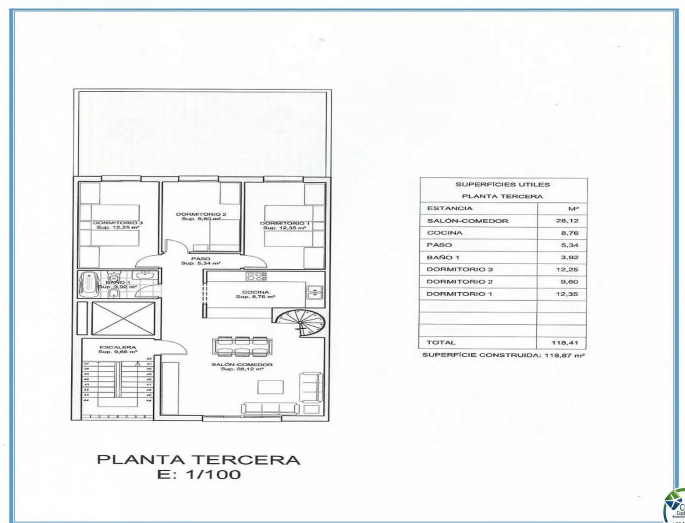 DORMITORIO 3
Sup. 12,25 m²
DORMITORIO 2
Sup. 9,60 m²
DORMITORIO 1
Sup. 12,35 m²
PASO
Sup. 5,34 m²
BAÑO 1
Sup. 3,92 m²
COCINA
Sup. 8,76 m²
ESCALERA
Sup. 9,68 m²
SALÓN-COMEDOR
Sup. 28,12 m²
PLANTA TERCERA
E: 1/100
SUPERFÍCIES UTILES
PLANTA TERCERA
ESTANCIA M²
SALÓN-COMEDOR 28,12
COCINA 8,76
PASO 5,34
BAÑO 1 3,92
DORMITORIO 3 12,25
DORMITORIO 2 9,60
DORMITORIO 1 12,35
TOTAL 118,41
SUPERFÍCIE CONSTRUIDA: 118,87 m²